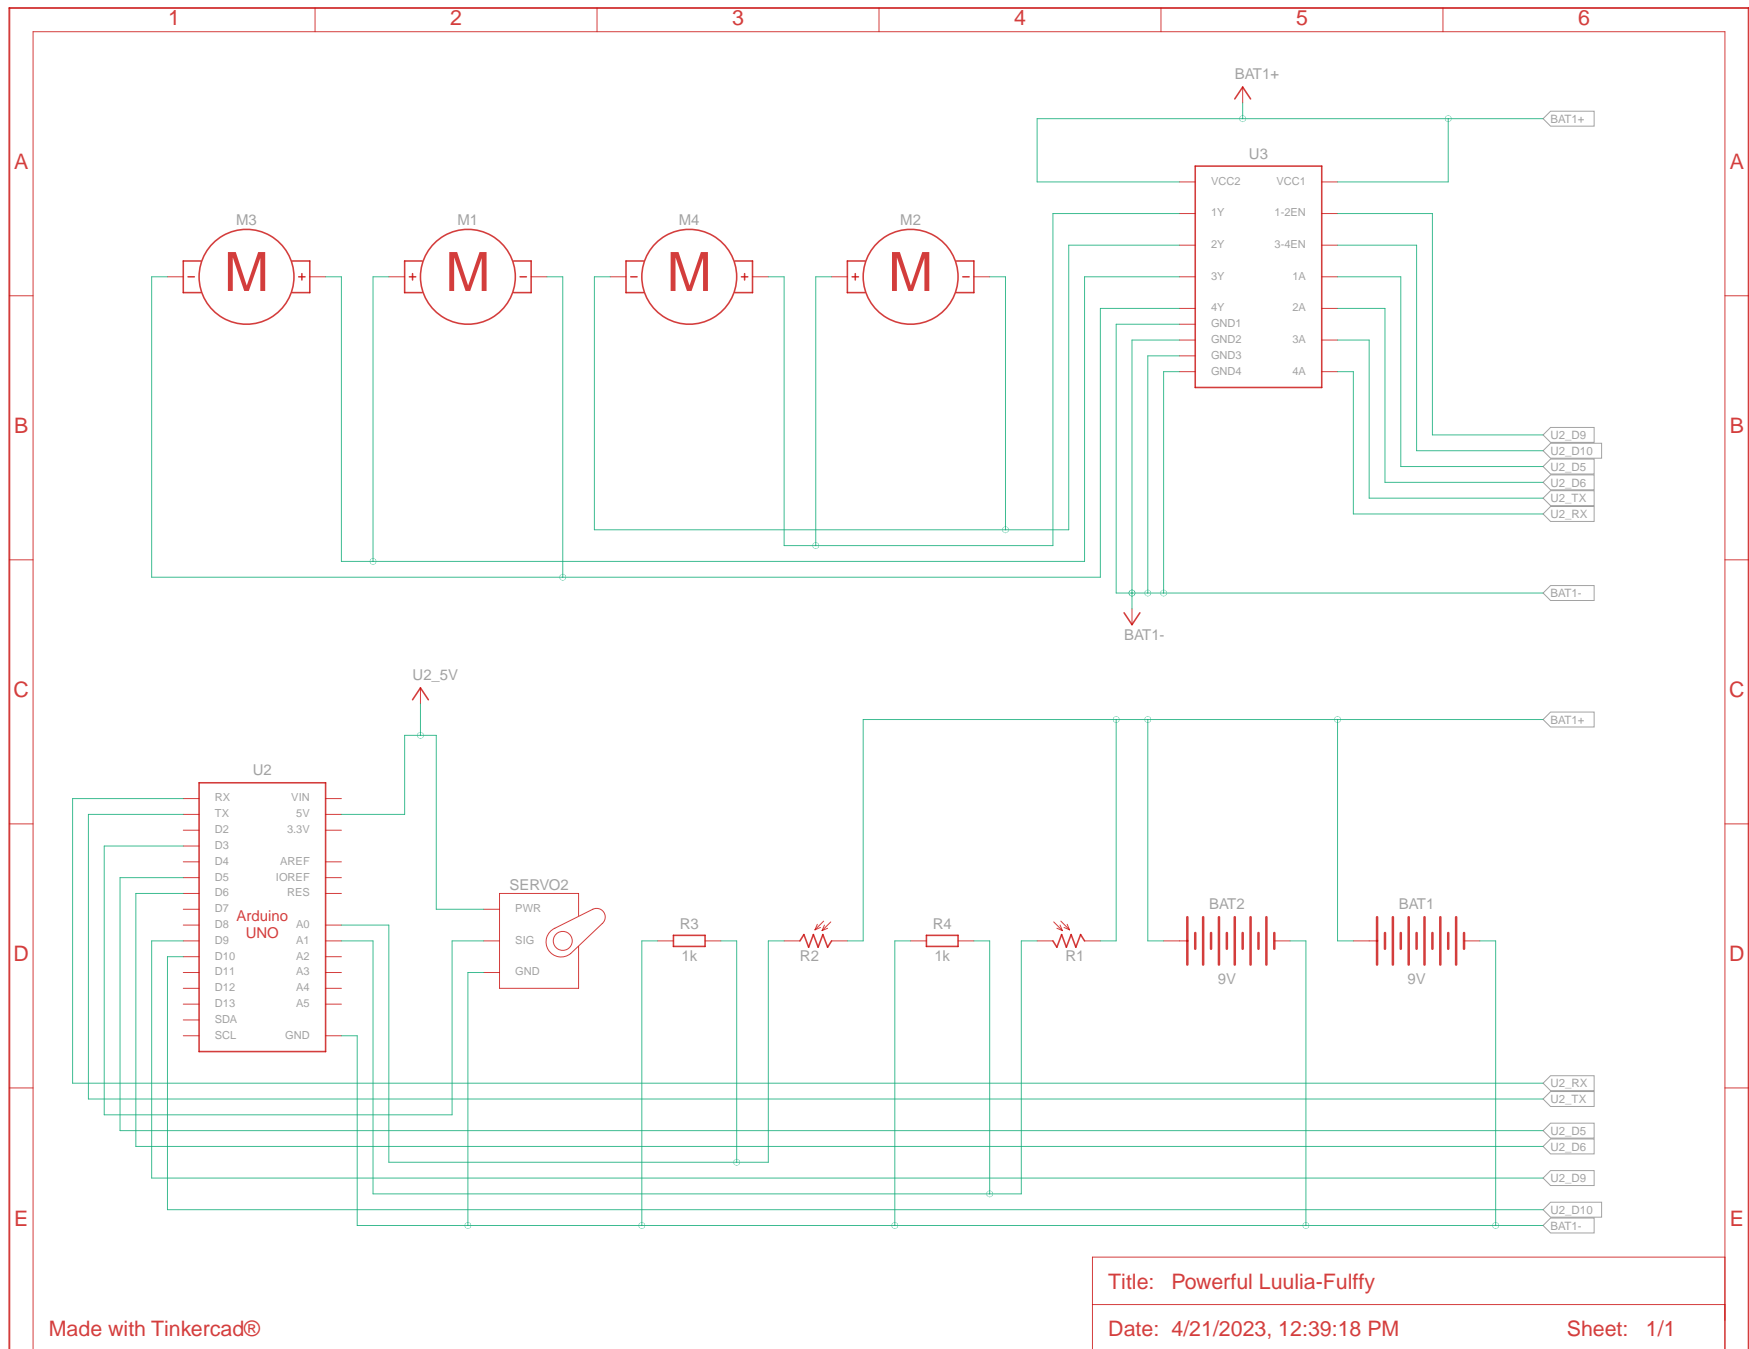 1 2 3 4 5 6
BAT1+
BAT1+
U3
A A
VCC2 VCC1
1Y 1-2EN
2Y 3-4EN
3Y 1A
4Y 2A
GND1
GND2 3A
GND3
GND4 4A
M3 M1 M4 M2
M M M M
- + + - - + + -
B B
U2_D9
U2_D10
U2_D5
U2_D6
U2_TX
U2_RX
BAT1-
BAT1-
C C
U2_5V
BAT1+
U2
RX VIN
TX 5V
D2 3.3V
D3
D4 AREF
D5 IOREF
D6 RES
D7
D8 A0
D9 A1
D10 A2
D11 A3
D12 A4
D13 A5
SDA
SCL GND
Arduino
UNO
SERVO2
PWR
SIG
GND
R3
1k
R2
R4
1k
R1
BAT2
9V
BAT1
9V
D D
U2_RX
U2_TX
U2_D5
U2_D6
U2_D9
U2_D10
BAT1-
E E
Title: Powerful Luulia-Fulffy
Made with Tinkercad®
Date: 4/21/2023, 12:39:18 PM Sheet: 1/1